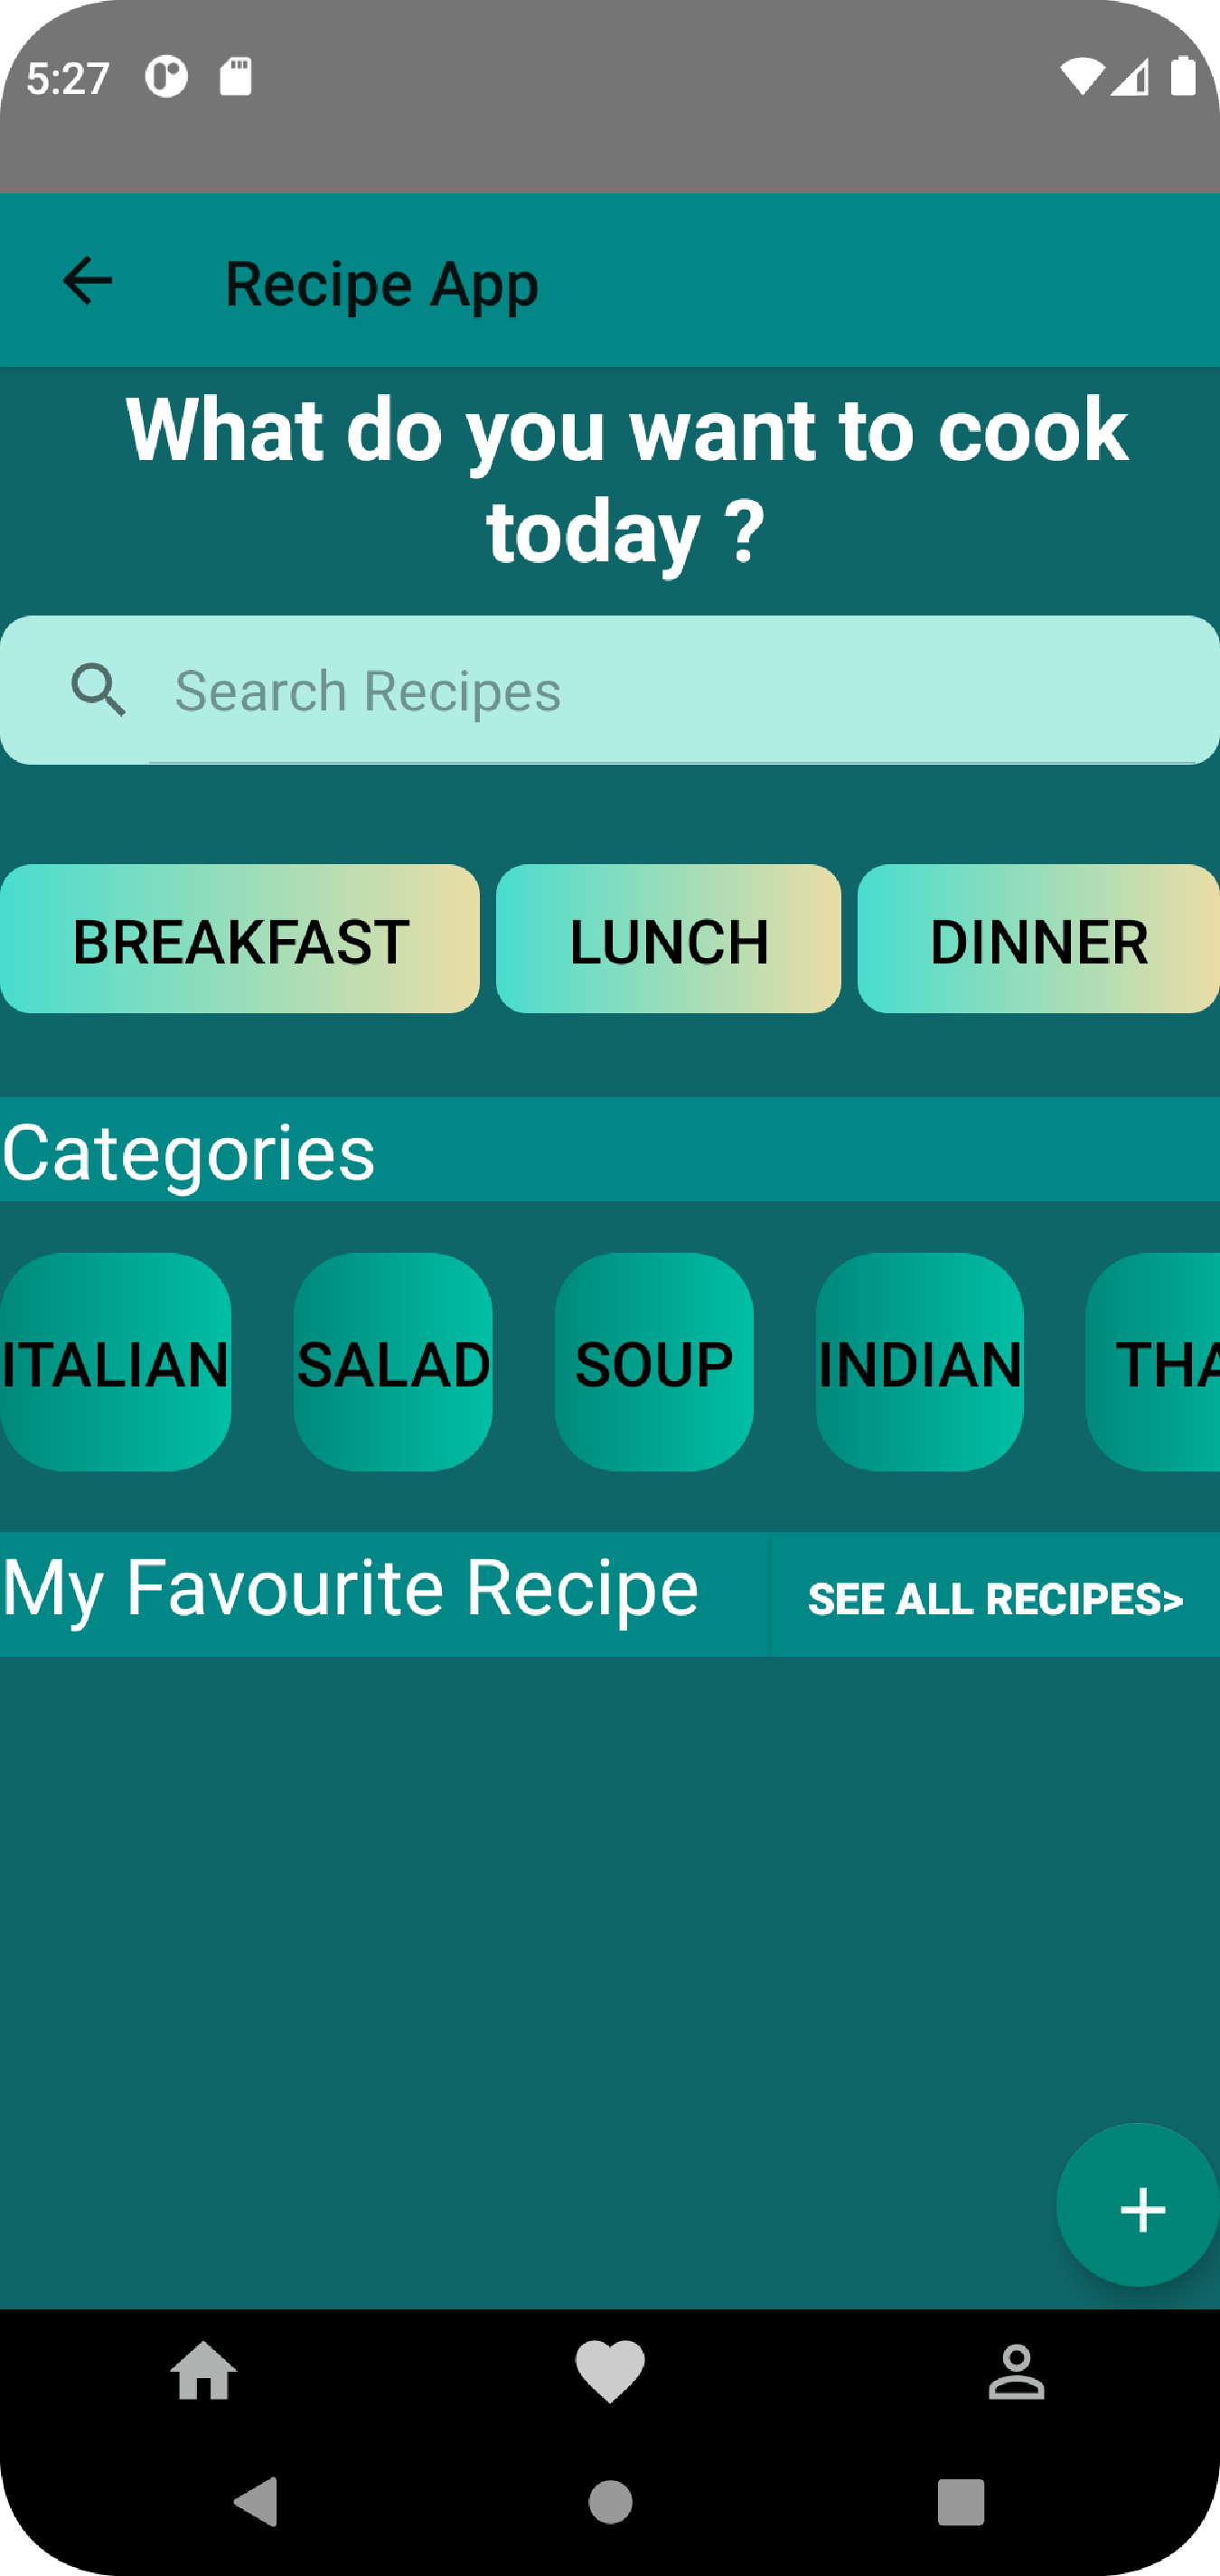 5:27
Recipe App
What do you want to cook
today ?
Search Recipes
BREAKFAST LUNCH DINNER
Categories
ITALIAN SALAD SOUP INDIAN THA
My Favourite Recipe SEE ALL RECIPES>